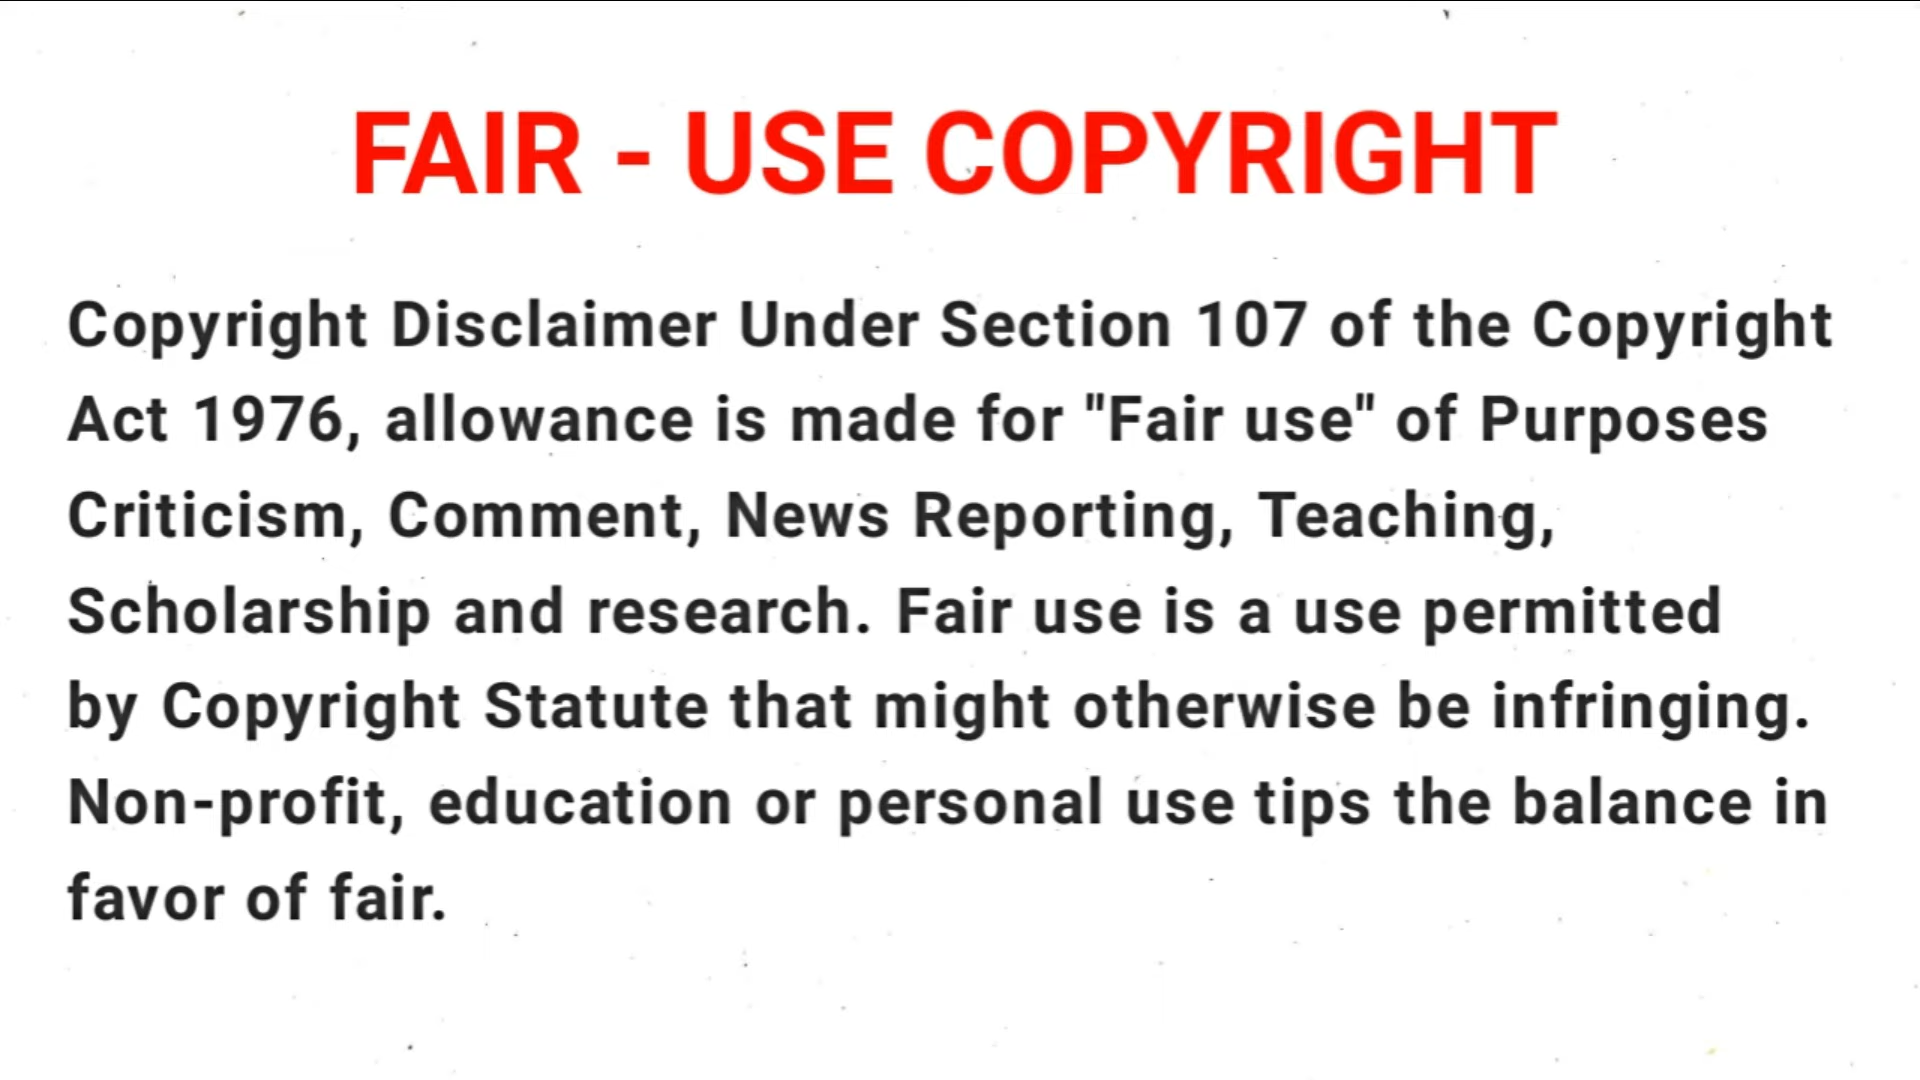 FAIR - USE COPYRIGHT
Copyright Disclaimer Under Section 107 of the Copyright
Act 1976, allowance is made for "Fair use" of Purposes
Criticism, Comment, News Reporting, Teaching,
Scholarship and research. Fair use is a use permitted
by Copyright Statute that might otherwise be infringing.
Non-profit, education or personal use tips the balance in
favor of fair.